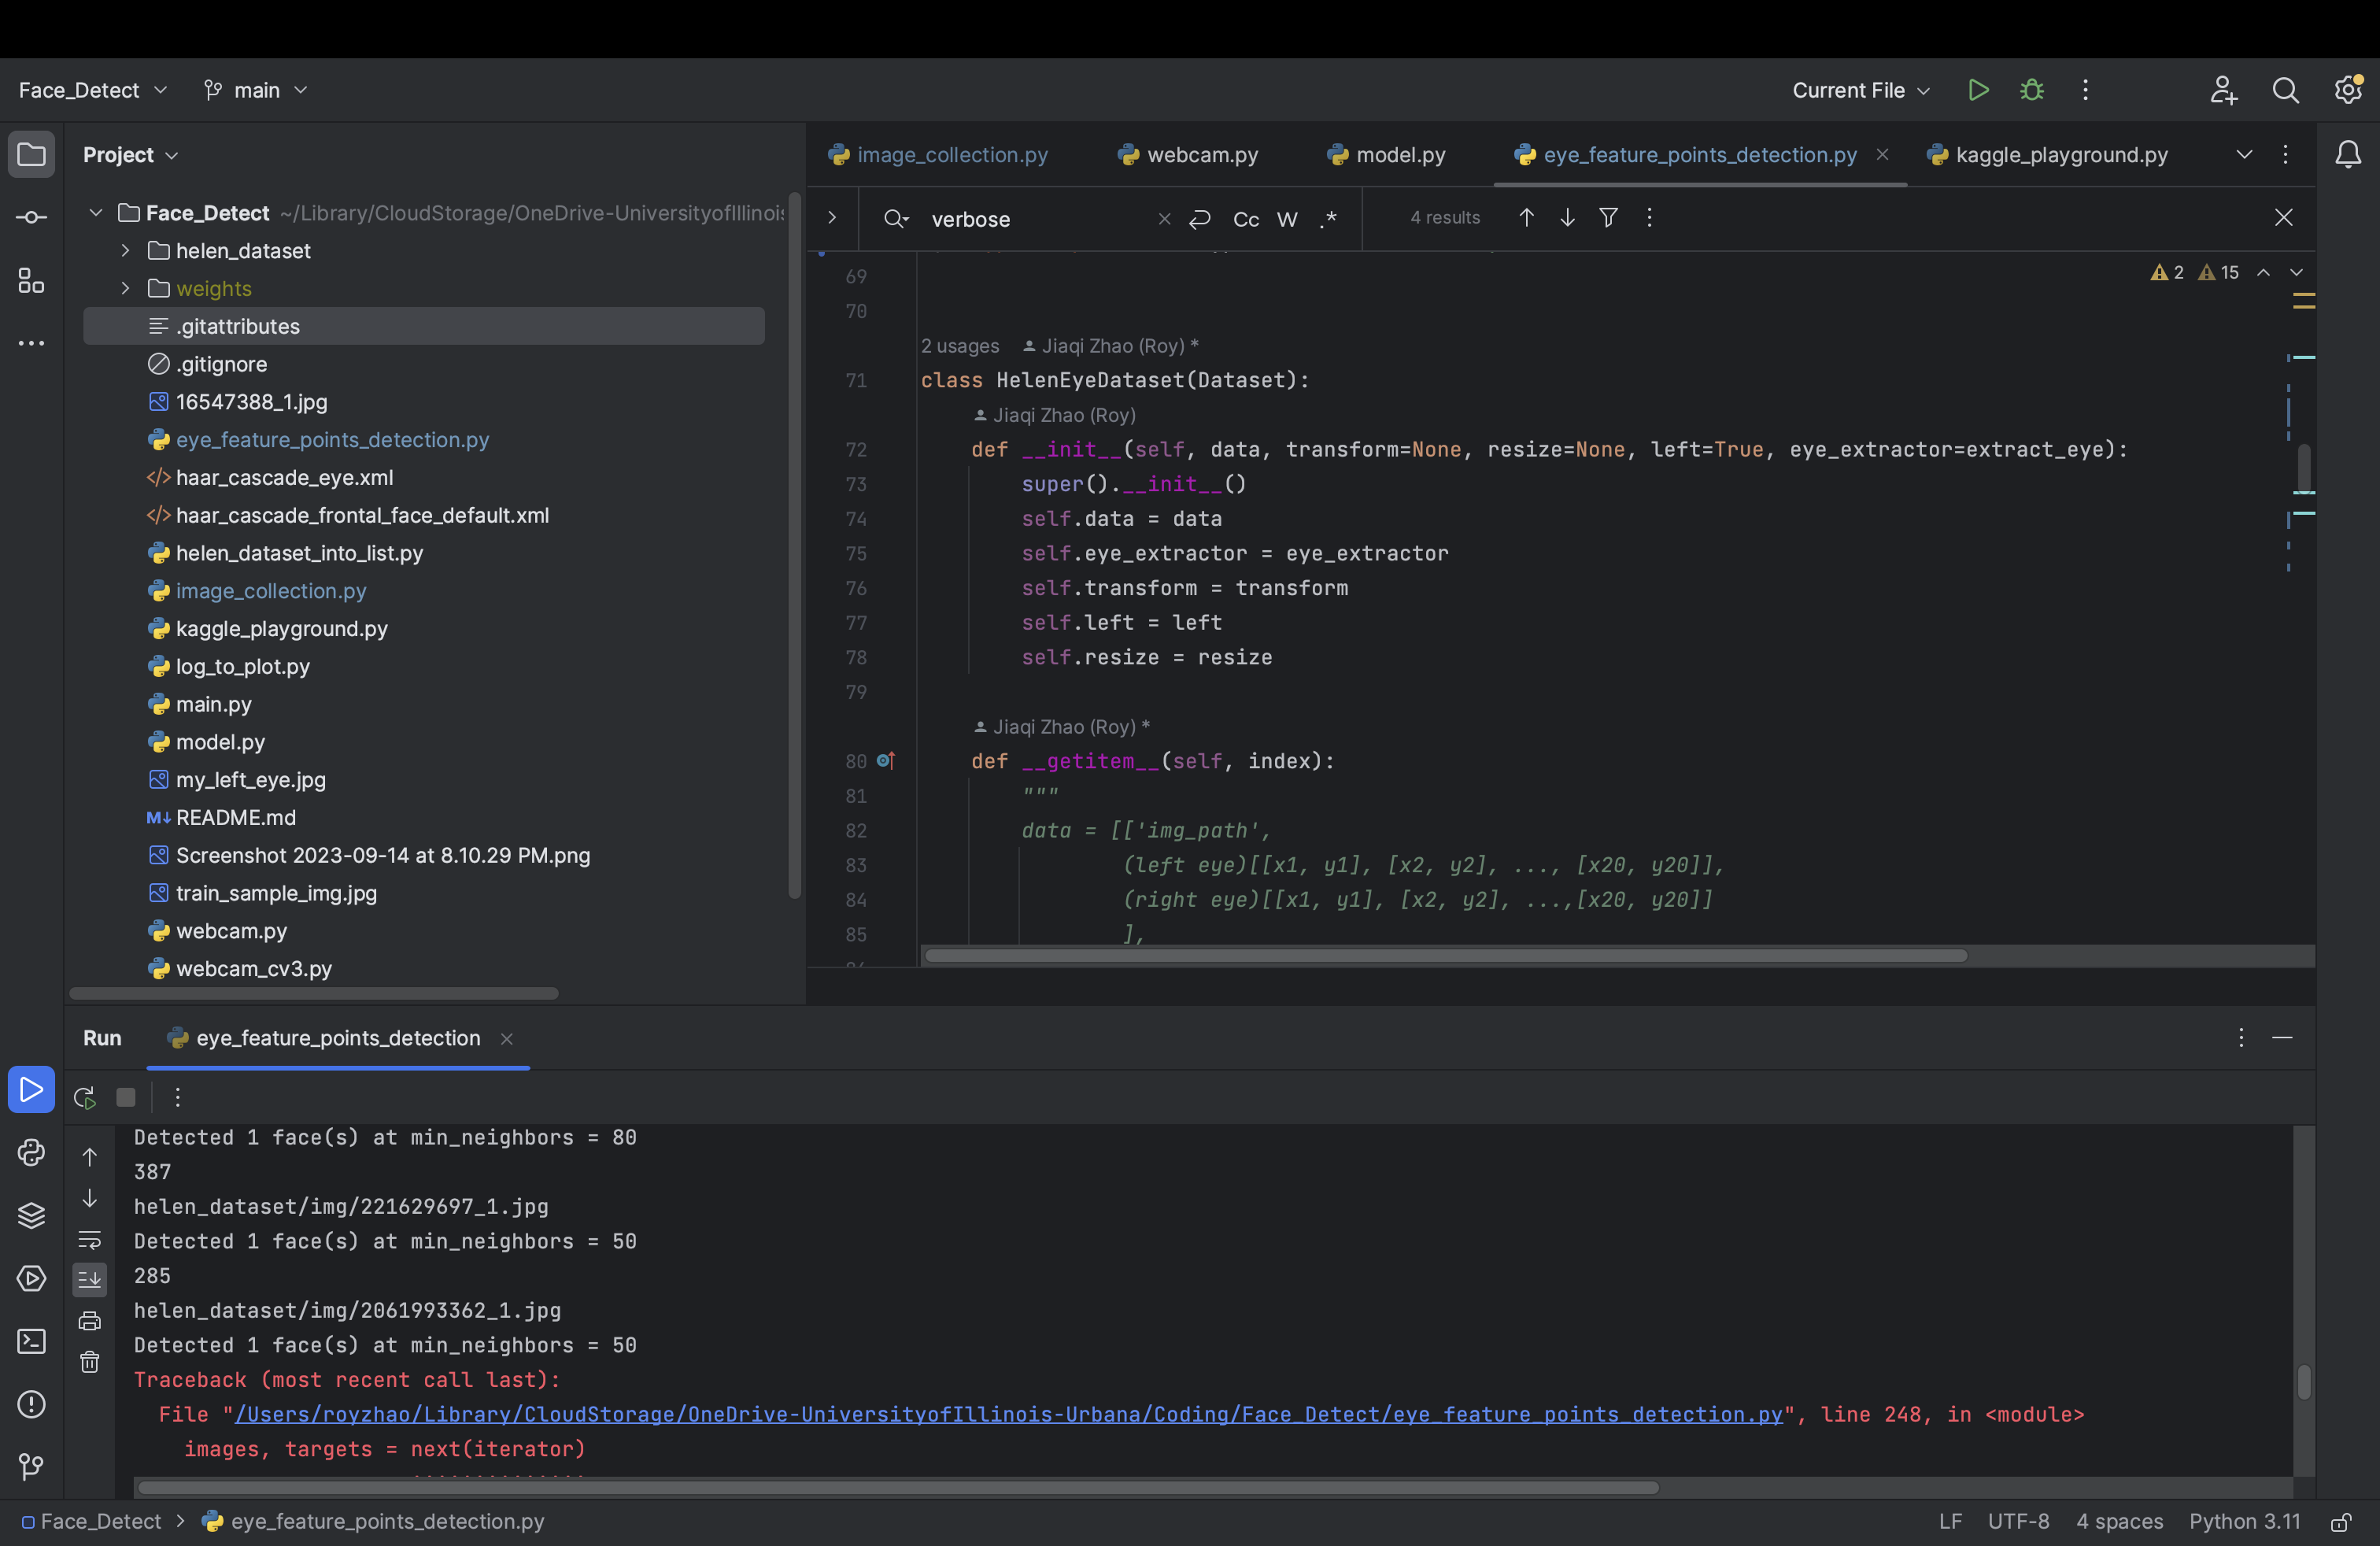 Face_Detect main Current File
Project
Face_Detect ~/Library/CloudStorage/OneDrive-UniversityofIllinois
helen_dataset
weights
.gitattributes
.gitignore
16547388_1.jpg
eye_feature_points_detection.py
haar_cascade_eye.xml
haar_cascade_frontal_face_default.xml
helen_dataset_into_list.py
image_collection.py
kaggle_playground.py
log_to_plot.py
main.py
model.py
my_left_eye.jpg
M↓ README.md
Screenshot 2023-09-14 at 8.10.29 PM.png
train_sample_img.jpg
webcam.py
webcam_cv3.py
image_collection.py webcam.py model.py eye_feature_points_detection.py kaggle_playground.py
verbose Cc W .* 4 results
2 15
69
70
2 usages Jiaqi Zhao (Roy) *
71 class HelenEyeDataset(Dataset):
Jiaqi Zhao (Roy)
72 def __init__(self, data, transform=None, resize=None, left=True, eye_extractor=extract_eye):
73 super().__init__()
74 self.data = data
75 self.eye_extractor = eye_extractor
76 self.transform = transform
77 self.left = left
78 self.resize = resize
79
Jiaqi Zhao (Roy) *
80 def __getitem__(self, index):
81 """
82 data = [['img_path',
83 (left eye)[[x1, y1], [x2, y2], ..., [x20, y20]],
84 (right eye)[[x1, y1], [x2, y2], ...,[x20, y20]]
85 ],
Run eye_feature_points_detection
Detected 1 face(s) at min_neighbors = 80
387
helen_dataset/img/221629697_1.jpg
Detected 1 face(s) at min_neighbors = 50
285
helen_dataset/img/2061993362_1.jpg
Detected 1 face(s) at min_neighbors = 50
Traceback (most recent call last):
File "/Users/royzhao/Library/CloudStorage/OneDrive-UniversityofIllinois-Urbana/Coding/Face_Detect/eye_feature_points_detection.py", line 248, in <module>
images, targets = next(iterator)
Face_Detect > eye_feature_points_detection.py LF UTF-8 4 spaces Python 3.11